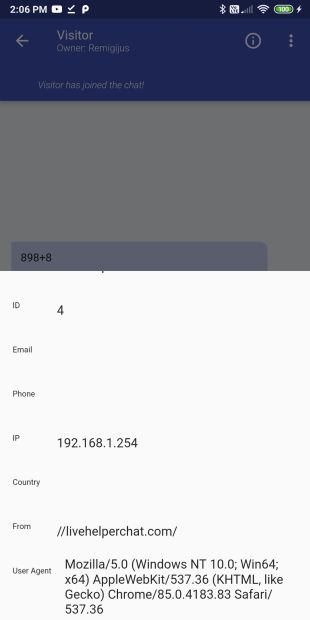 2:06 PM
100
Visitor
Owner: Remigijus
Visitor has joined the chat!
898+8
ID
4
Email
Phone
IP
192.168.1.254
Country
From
//livehelperchat.com/
User Agent
Mozilla/5.0 (Windows NT 10.0; Win64;
x64) AppleWebKit/537.36 (KHTML, like
Gecko) Chrome/85.0.4183.83 Safari/
537.36